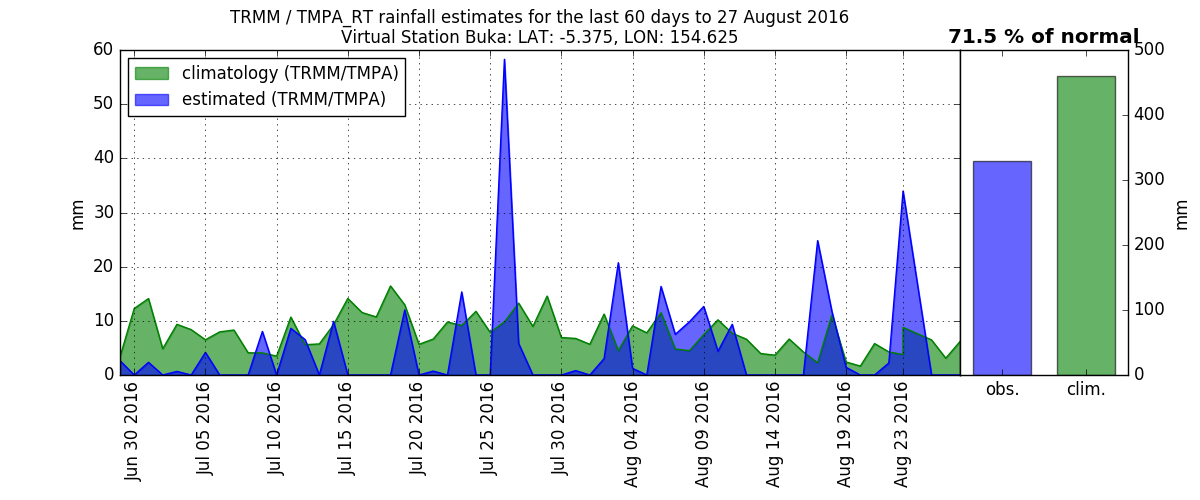 TRMM / TMPA_RT rainfall estimates for the last 60 days to 27 August 2016
Virtual Station Buka: LAT: -5.375, LON: 154.625
71.5 % of normal
climatology (TRMM/TMPA)
estimated (TRMM/TMPA)
60
50
40
30
20
10
0
mm
Jun 30 2016
Jul 05 2016
Jul 10 2016
Jul 15 2016
Jul 20 2016
Jul 25 2016
Jul 30 2016
Aug 04 2016
Aug 09 2016
Aug 14 2016
Aug 19 2016
Aug 23 2016
obs.
clim.
500
400
300
200
100
0
mm